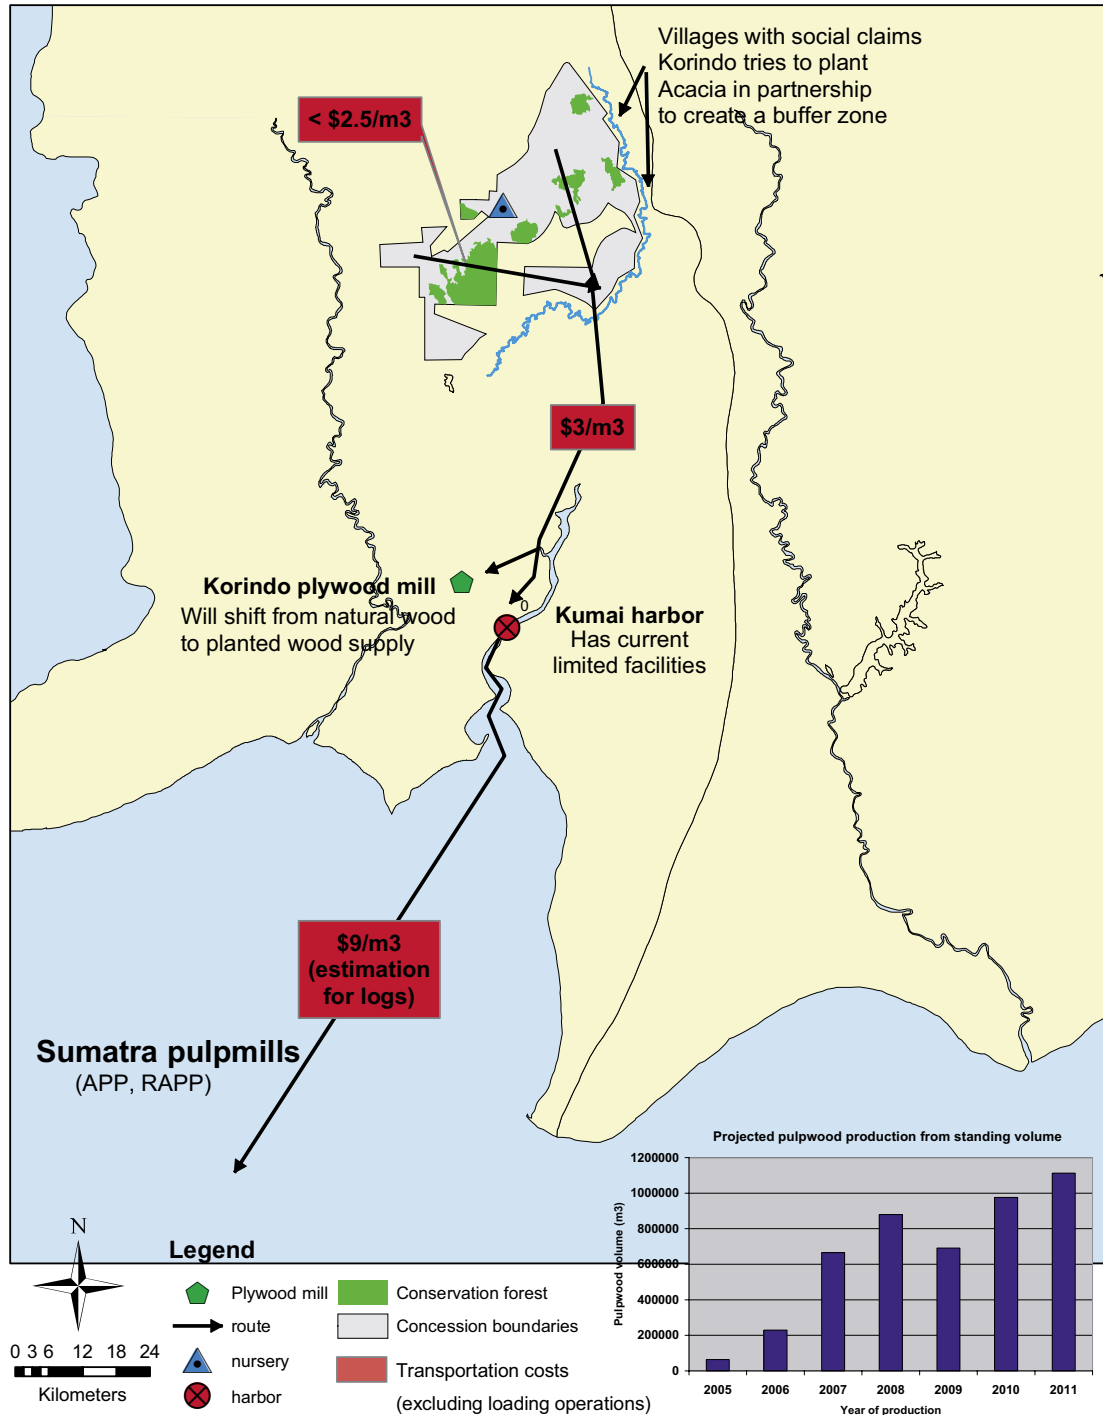 Villages with social claims
Korindo tries to plant
Acacia in partnership
to create a buffer zone
< $2.5/m3
$3/m3
Korindo plywood mill
Will shift from natural wood
to planted wood supply
0
Kumai harbor
Has current
limited facilities
$9/m3
(estimation
for logs)
Sumatra pulpmills
(APP, RAPP)
Projected pulpwood production from standing volume
Pulpwood volume (m3)
1200000
1000000
800000
600000
400000
200000
0
2005 2006 2007 2008 2009 2010 2011
Year of production
N
0 3 6 12 18 24
Kilometers
Legend
Plywood mill
route
nursery
harbor
Conservation forest
Concession boundaries
Transportation costs
(excluding loading operations)